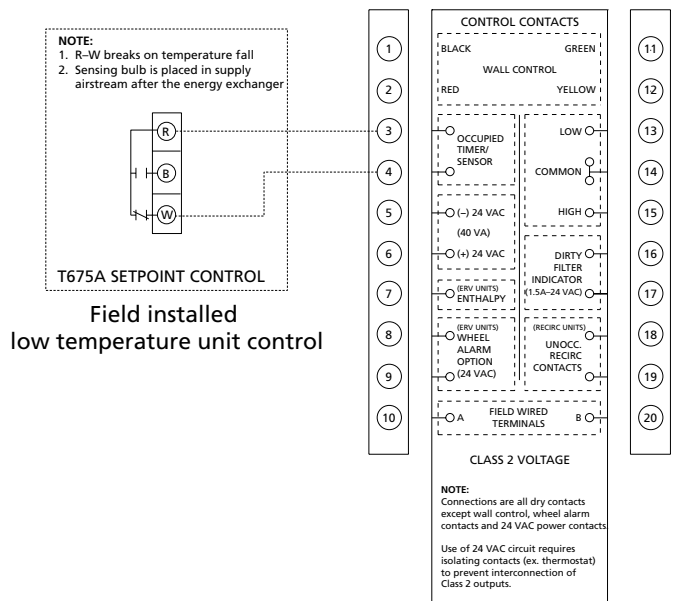 NOTE:
1. R–W breaks on temperature fall
2. Sensing bulb is placed in supply
airstream after the energy exchanger
R
B
W
T675A SETPOINT CONTROL
Field installed
low temperature unit control
1
2
3
4
5
6
7
8
9
10
CONTROL CONTACTS
BLACK GREEN
WALL CONTROL
RED YELLOW
OCCUPIED
TIMER/
SENSOR
LOW
COMMON
HIGH
(–) 24 VAC
(40 VA)
(+) 24 VAC
DIRTY
FILTER
INDICATOR
(1.5A–24 VAC)
(ERV UNITS)
ENTHALPY
(ERV UNITS)
WHEEL
ALARM
OPTION
(24 VAC)
(RECIRC UNITS)
UNOCC.
RECIRC
CONTACTS
A FIELD WIRED B
TERMINALS
CLASS 2 VOLTAGE
NOTE:
Connections are all dry contacts
except wall control, wheel alarm
contacts and 24 VAC power contacts
Use of 24 VAC circuit requires
isolating contacts (ex. thermostat)
to prevent interconnection of
Class 2 outputs.
11
12
13
14
15
16
17
18
19
20